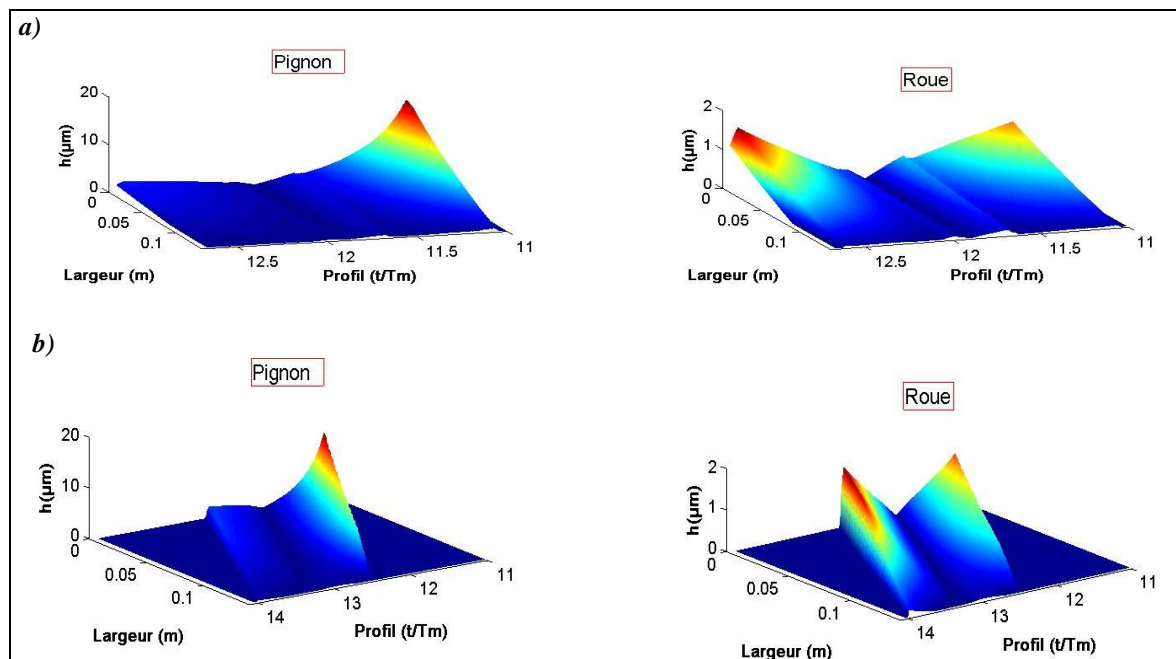 a)
Pignon
Roue
20
10
0
h(µm)
0
0.05
0.1
Largeur (m)
12.5
12
11.5
11
Profil (t/Tm)
2
1
0
h(µm)
0
0.05
0.1
Largeur (m)
12.5
12
11.5
11
Profil (t/Tm)
b)
Pignon
Roue
20
10
0
h(µm)
0
0.05
0.1
Largeur (m)
14
13
12
11
Profil (t/Tm)
2
1
0
h(µm)
0
0.05
0.1
Largeur (m)
14
13
12
11
Profil (t/Tm)